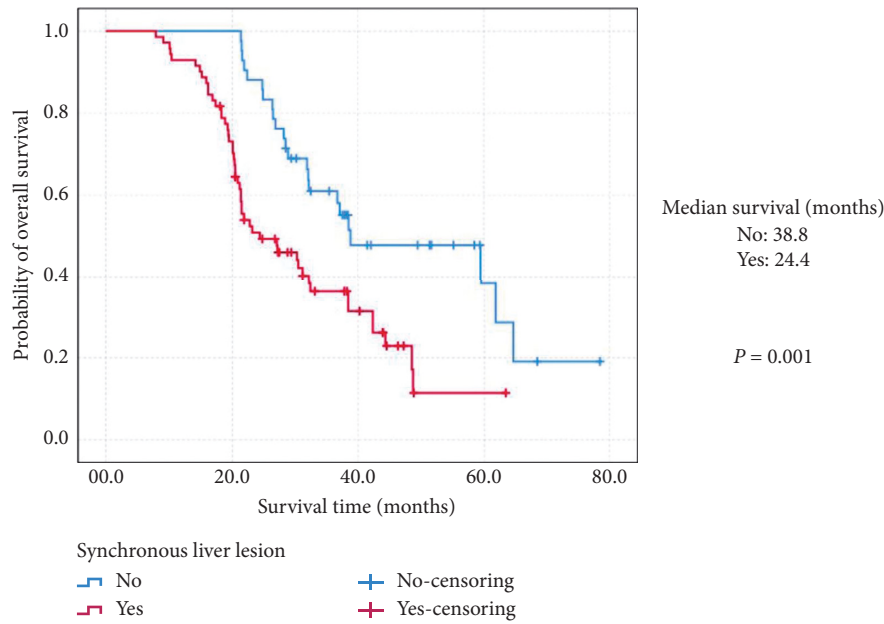 Probability of overall survival
1.0
0.8
0.6
0.4
0.2
0.0
00.0 20.0 40.0 60.0 80.0
Survival time (months)
Median survival (months)
No: 38.8
Yes: 24.4
P = 0.001
Synchronous liver lesion
No No-censoring
Yes Yes-censoring